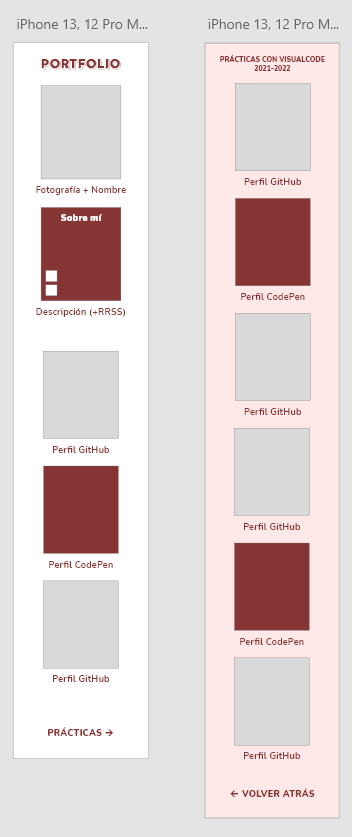 iPhone 13, 12 Pro M...
PORTFOLIO
Fotografía + Nombre
Sobre mí
Descripción (+RRSS)
Perfil GitHub
Perfil CodePen
Perfil GitHub
PRÁCTICAS →
iPhone 13, 12 Pro M...
PRÁCTICAS CON VISUALCODE
2021-2022
Perfil GitHub
Perfil CodePen
Perfil GitHub
Perfil GitHub
Perfil CodePen
Perfil GitHub
← VOLVER ATRÁS